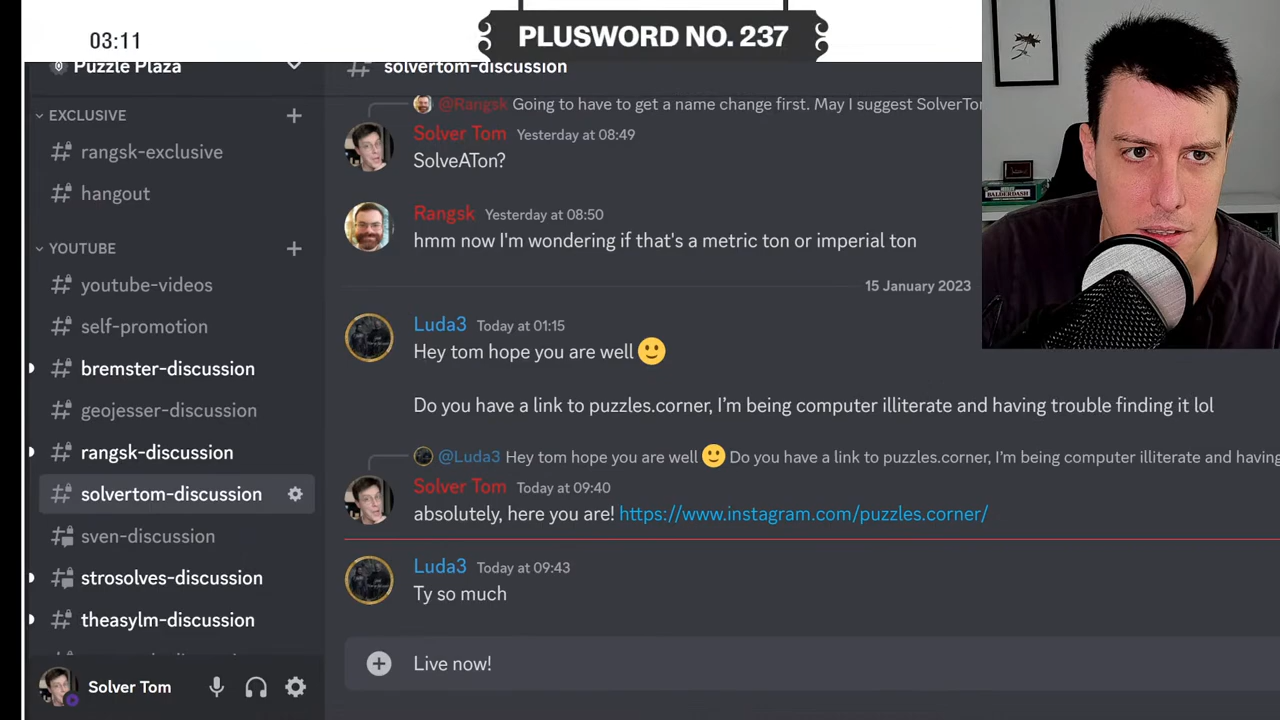 03:11
PLUSWORD NO. 237
Puzzle Plaza
solvertom-discussion
EXCLUSIVE
rangsk-exclusive
hangout
YOUTUBE
youtube-videos
self-promotion
bremster-discussion
geojesser-discussion
rangsk-discussion
solvertom-discussion
sven-discussion
strosolves-discussion
theasylm-discussion
Solver Tom
@Rangsk Going to have to get a name change first. May I suggest SolverTon
Solver Tom Yesterday at 08:49
SolveATon?
Rangsk Yesterday at 08:50
hmm now I'm wondering if that's a metric ton or imperial ton
15 January 2023
Luda3 Today at 01:15
Hey tom hope you are well
Do you have a link to puzzles.corner, I’m being computer illiterate and having trouble finding it lol
@Luda3 Hey tom hope you are well Do you have a link to puzzles.corner, I’m being computer illiterate and having
Solver Tom Today at 09:40
absolutely, here you are! https://www.instagram.com/puzzles.corner/
Luda3 Today at 09:43
Ty so much
Live now!
BALDERDASH